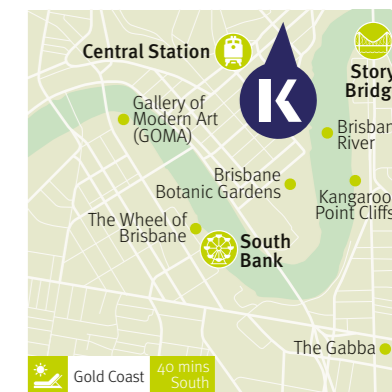 Central Station
Story
Bridg
Gallery of
Modern Art
(GOMA)
K
Brisban
River
Brisbane
Botanic Gardens
Kangaroo
Point Cliffs
The Wheel of
Brisbane
South
Bank
The Gabba
Gold Coast
40 mins
South